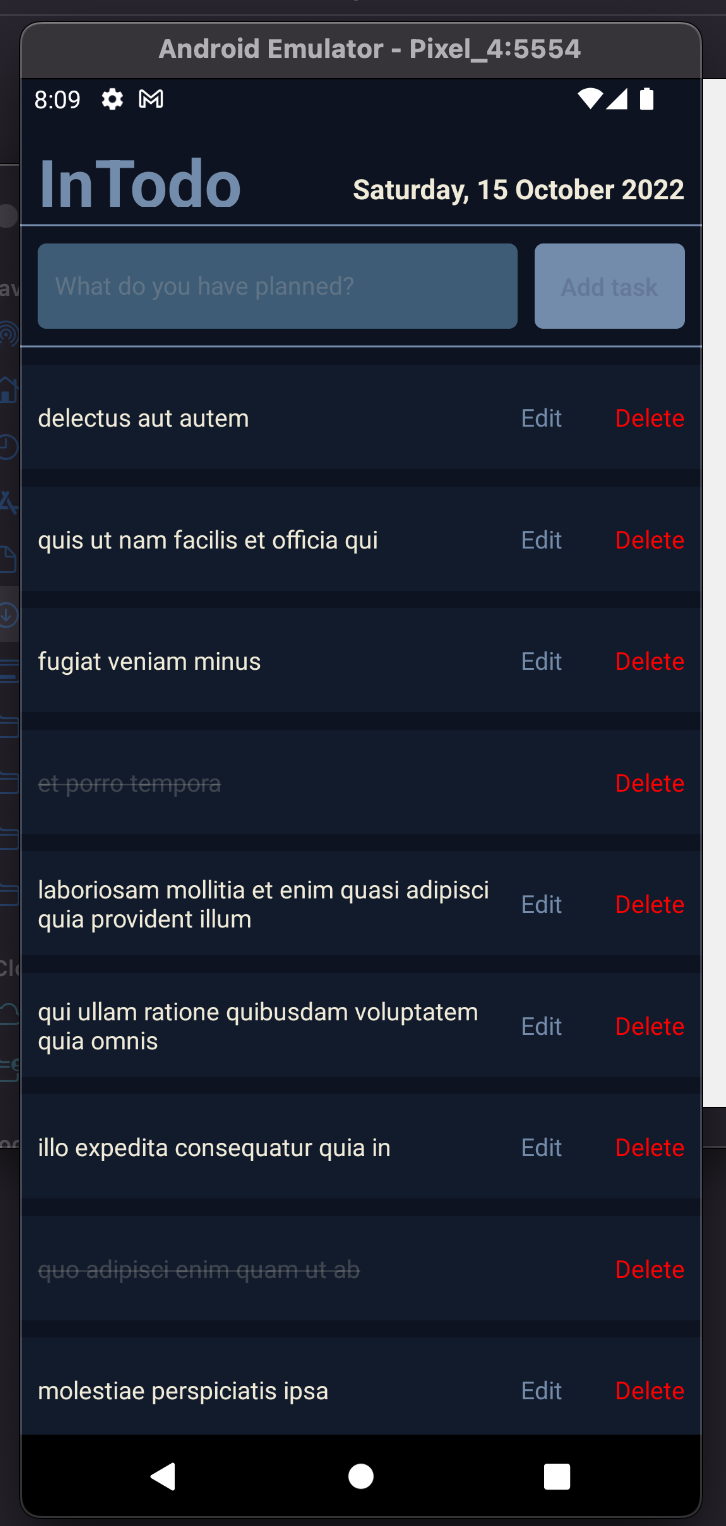 Android Emulator - Pixel_4:5554
8:09
InTodo
Saturday, 15 October 2022
What do you have planned?
Add task
delectus aut autem
Edit
Delete
quis ut nam facilis et officia qui
Edit
Delete
fugiat veniam minus
Edit
Delete
et porro tempora
Delete
laboriosam mollitia et enim quasi adipisci
quia provident illum
Edit
Delete
qui ullam ratione quibusdam voluptatem
quia omnis
Edit
Delete
illo expedita consequatur quia in
Edit
Delete
quo adipisci enim quam ut ab
Delete
molestiae perspiciatis ipsa
Edit
Delete